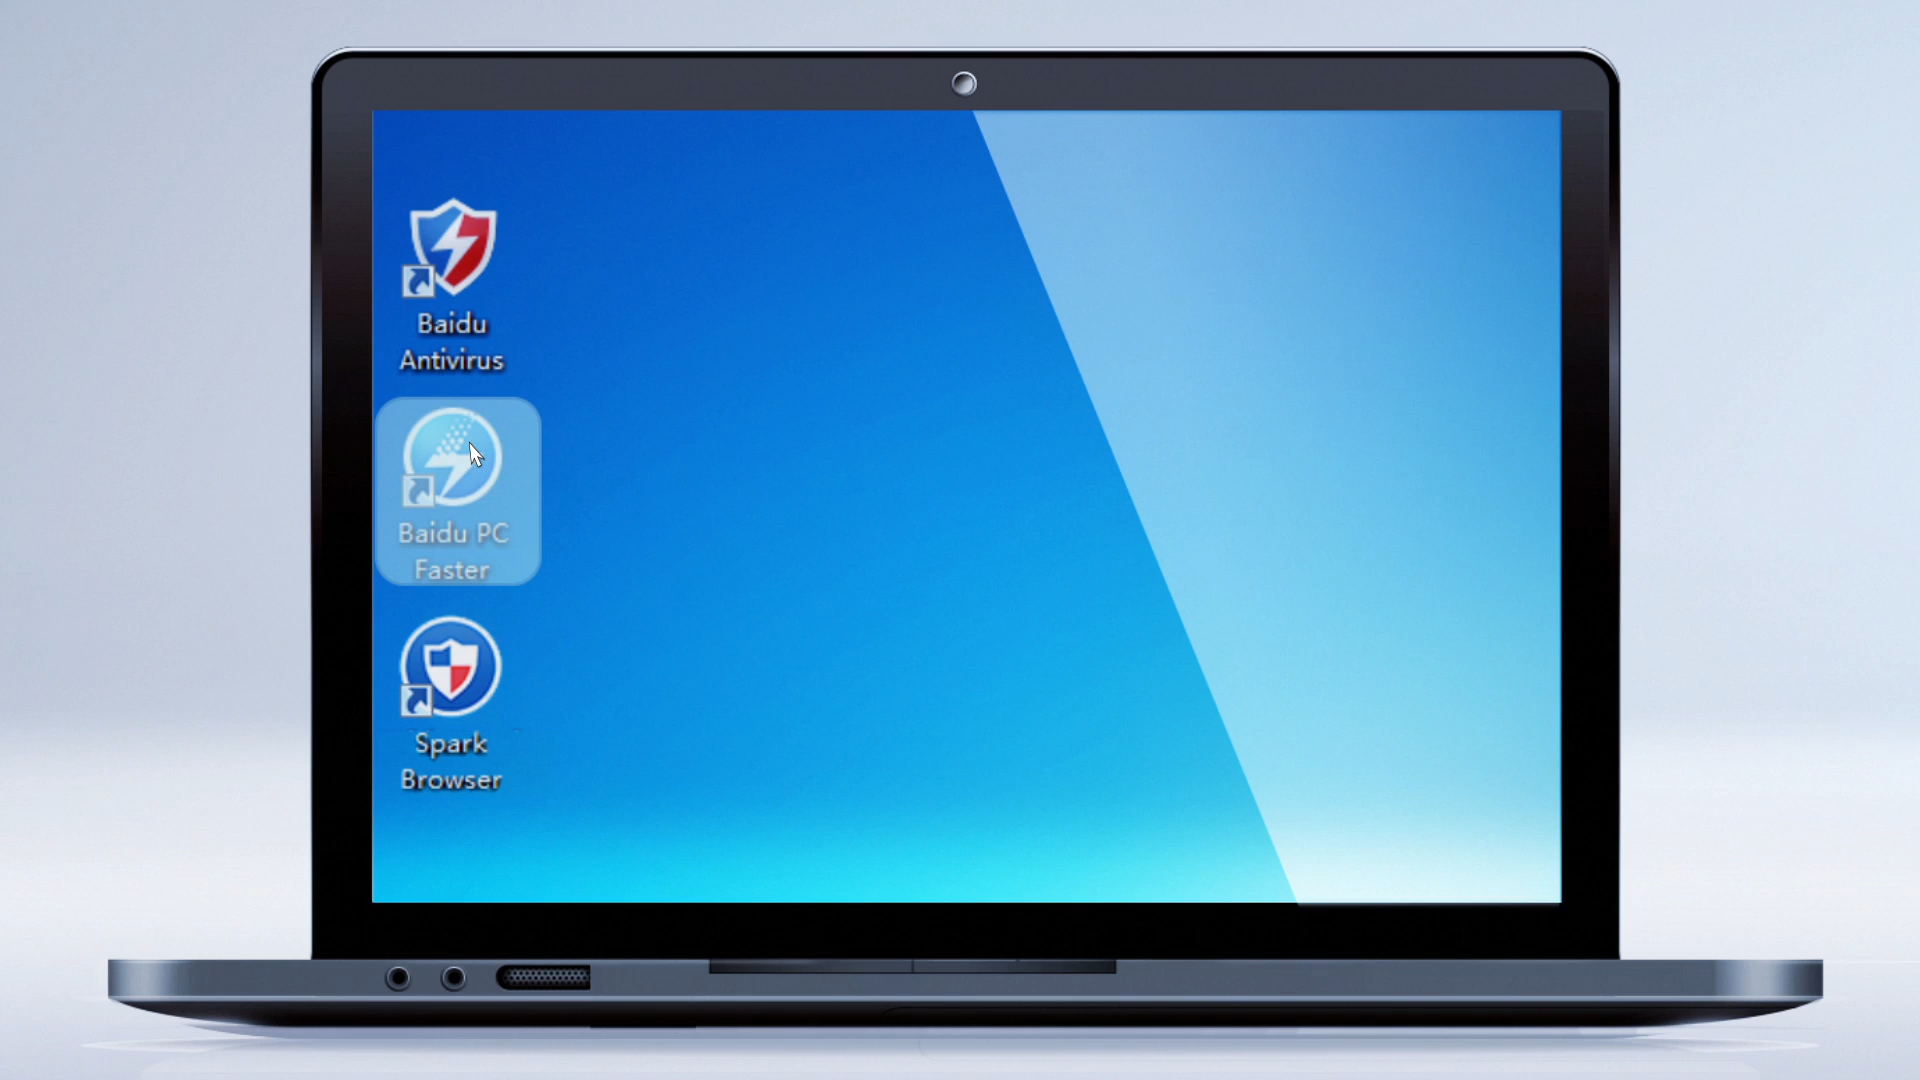 Baidu
Antivirus
Baidu PC
Faster
Spark
Browser